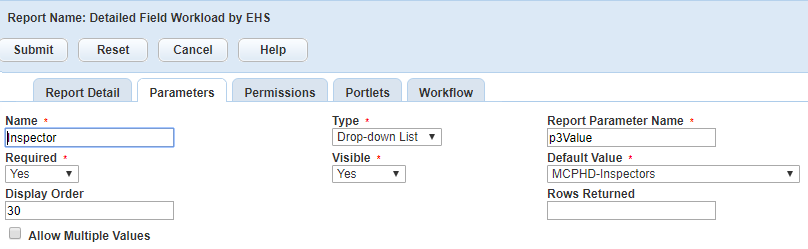 Report Name: Detailed Field Workload by EHS
Submit Reset Cancel Help
Report Detail Parameters Permissions Portlets Workflow
Name * Type * Report Parameter Name *
Inspector Drop-down List p3Value
Required * Visible * Default Value *
Yes Yes MCPHD-Inspectors
Display Order Rows Returned
30
Allow Multiple Values